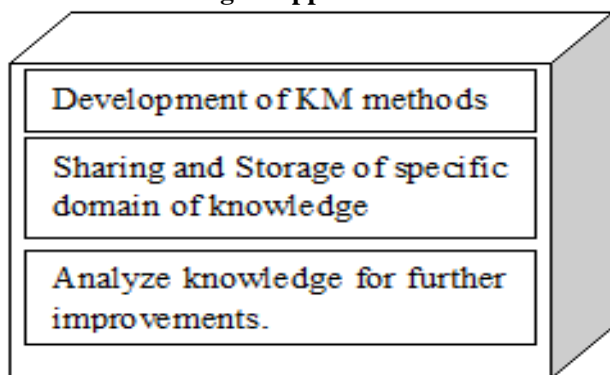 Development of KM methods
Sharing and Storage of specific
domain of knowledge
Analyze knowledge for further
improvements.